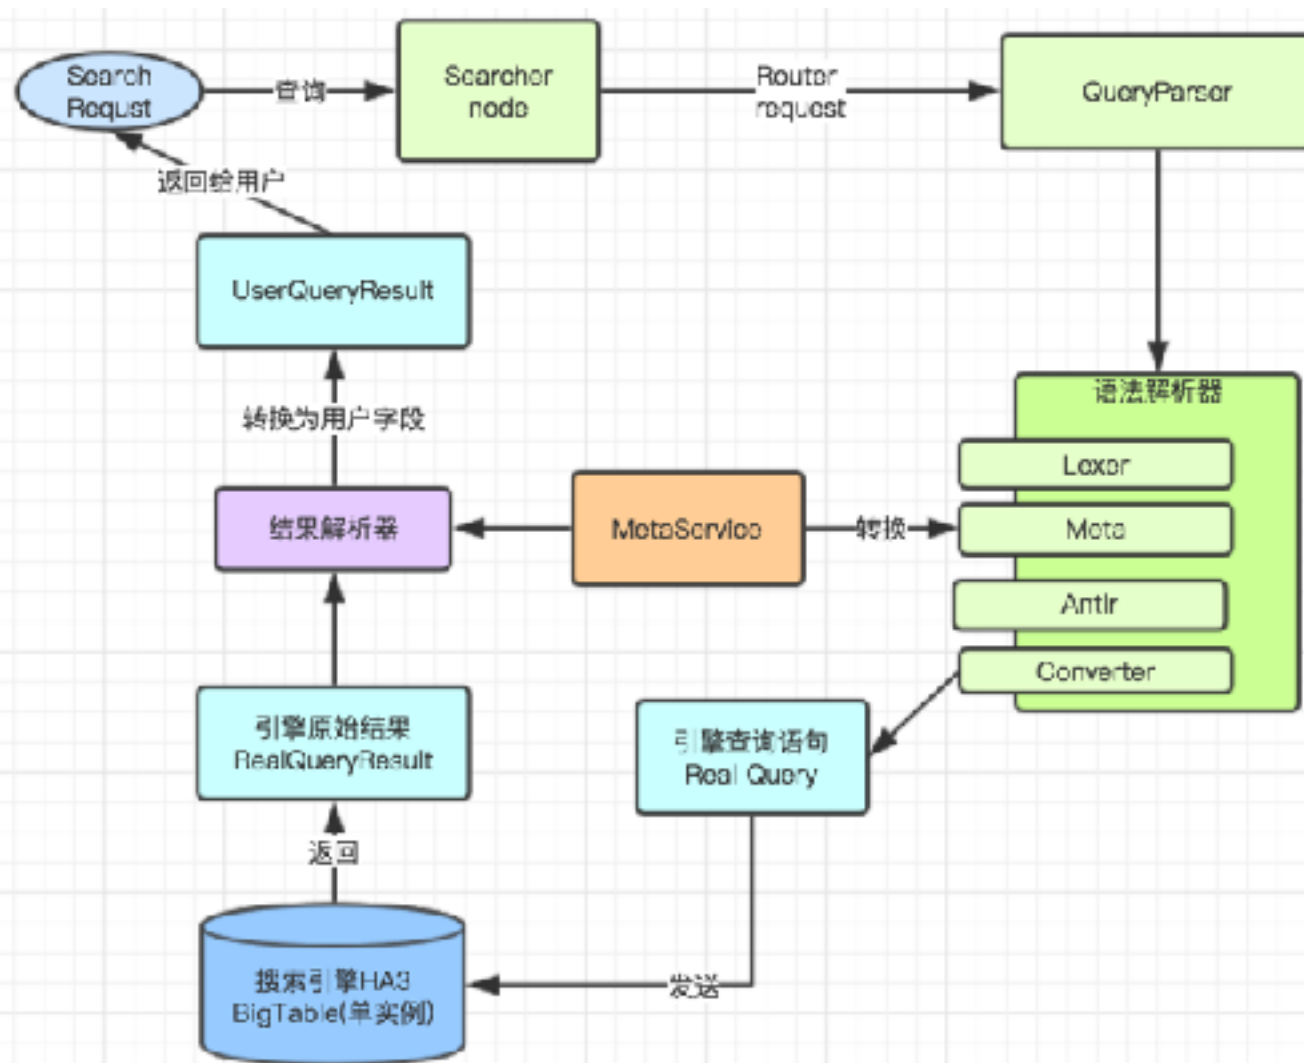 Search
Requst
查询
Searcher
node
Router
request
QueryParser
返回给用户
UserQueryResult
语法解析器
转换为用户字段
Lexer
结果解析器
MetaService
转换
Meta
Antlr
Converter
引擎原始结果
RealQueryResult
引擎查询语句
Real Query
返回
搜索引擎HA3
BigTable(单实例)
发送